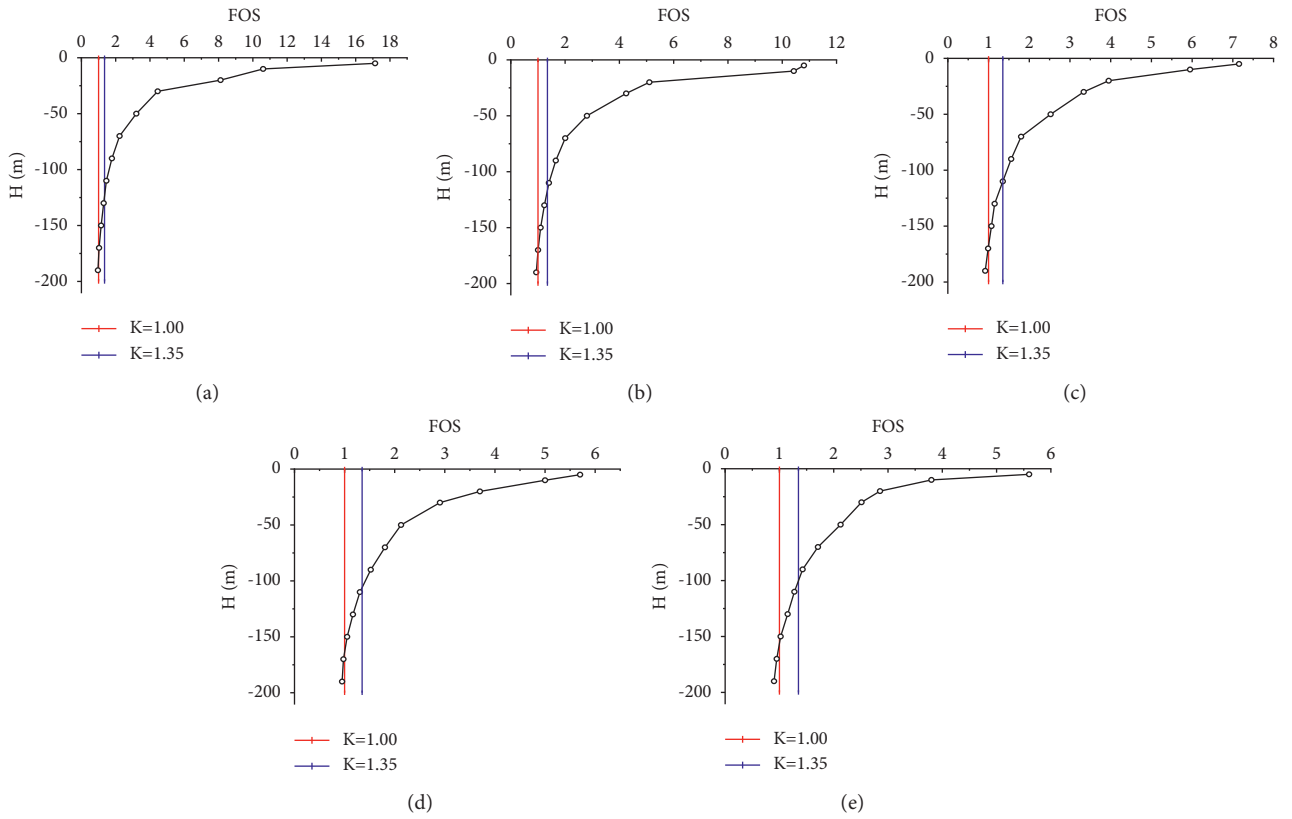 FOS
0 2 4 6 8 10 12 14 16 18
0
-50
-100
-150
-200
H (m)
K=1.00
K=1.35
(a)
FOS
0 2 4 6 8 10 12
0
-50
-100
-150
-200
H (m)
K=1.00
K=1.35
(b)
FOS
0 1 2 3 4 5 6 7 8
0
-50
-100
-150
-200
H (m)
K=1.00
K=1.35
(c)
FOS
0 1 2 3 4 5 6
0
-50
-100
-150
-200
H (m)
K=1.00
K=1.35
(d)
FOS
0 1 2 3 4 5 6
0
-50
-100
-150
-200
H (m)
K=1.00
K=1.35
(e)